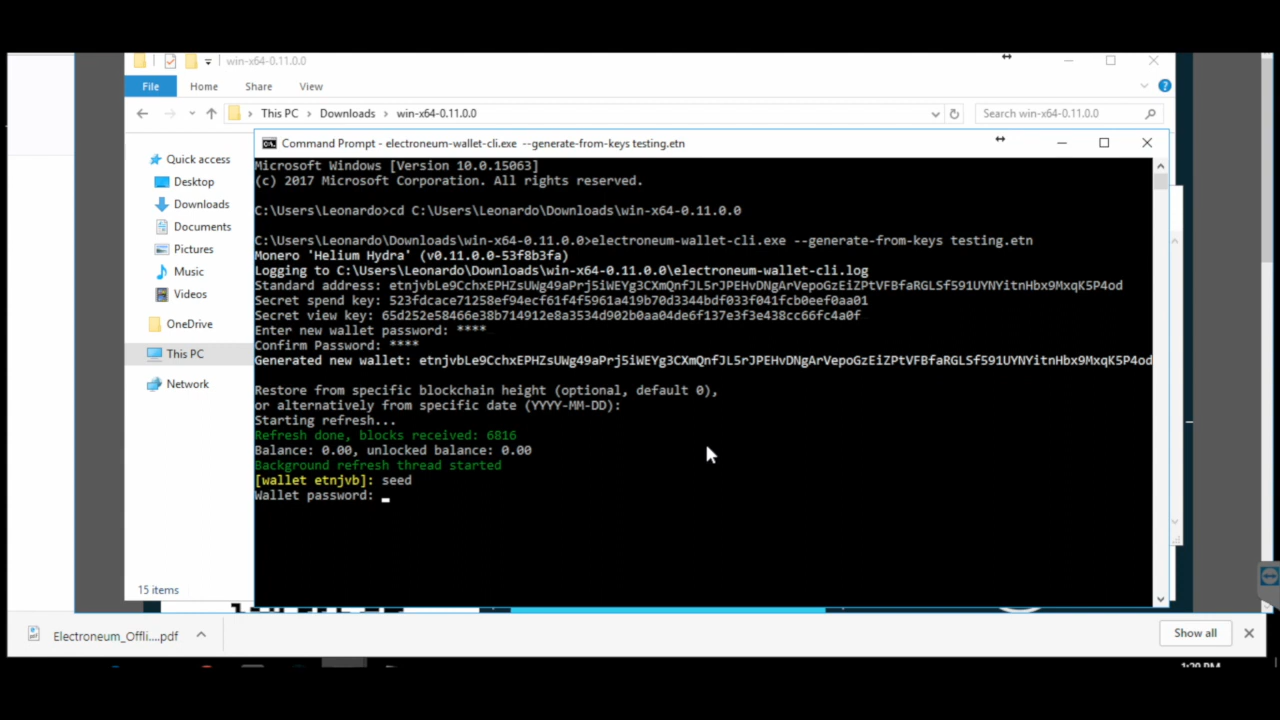 win-x64-0.11.0.0
File Home Share View
This PC > Downloads > win-x64-0.11.0.0
Search win-x64-0.11.0.0
Command Prompt - electroneum-wallet-cli.exe --generate-from-keys testing.etn
Quick access
Desktop
Downloads
Documents
Pictures
Music
Videos
OneDrive
This PC
Network
15 items
Microsoft Windows [Version 10.0.15063]
(c) 2017 Microsoft Corporation. All rights reserved.
C:\Users\Leonardo>cd C:\Users\Leonardo\Downloads\win-x64-0.11.0.0
C:\Users\Leonardo\Downloads\win-x64-0.11.0.0>electroneum-wallet-cli.exe --generate-from-keys testing.etn
Monero 'Helium Hydra' (v0.11.0.0-53f8b3fa)
Logging to C:\Users\Leonardo\Downloads\win-x64-0.11.0.0\electroneum-wallet-cli.log
Standard address: etnjvbLe9CchxEPHZsUWg49aPrj5iWEYg3CXmQnfJL5rJPEHvDNgArVepoGzEiZPtVFBfaRGLSf591UYNYitnHbx9MxqK5P4od
Secret spend key: 523fdcace71258ef94ecf61f4f5961a419b70d3344bdf033f041fcb0eef0aa01
Secret view key: 65d252e58466e38b714912e8a3534d902b0aa04de6f137e3f3e438cc66fc4a0f
Enter new wallet password: ****
Confirm Password: ****
Generated new wallet: etnjvbLe9CchxEPHZsUWg49aPrj5iWEYg3CXmQnfJL5rJPEHvDNgArVepoGzEiZPtVFBfaRGLSf591UYNYitnHbx9MxqK5P4od
Restore from specific blockchain height (optional, default 0),
or alternatively from specific date (YYYY-MM-DD):
Starting refresh...
Refresh done, blocks received: 6816
Balance: 0.00, unlocked balance: 0.00
Background refresh thread started
[wallet etnjvb]: seed
Wallet password:
Electroneum_Offli....pdf
Show all
1:29 PM